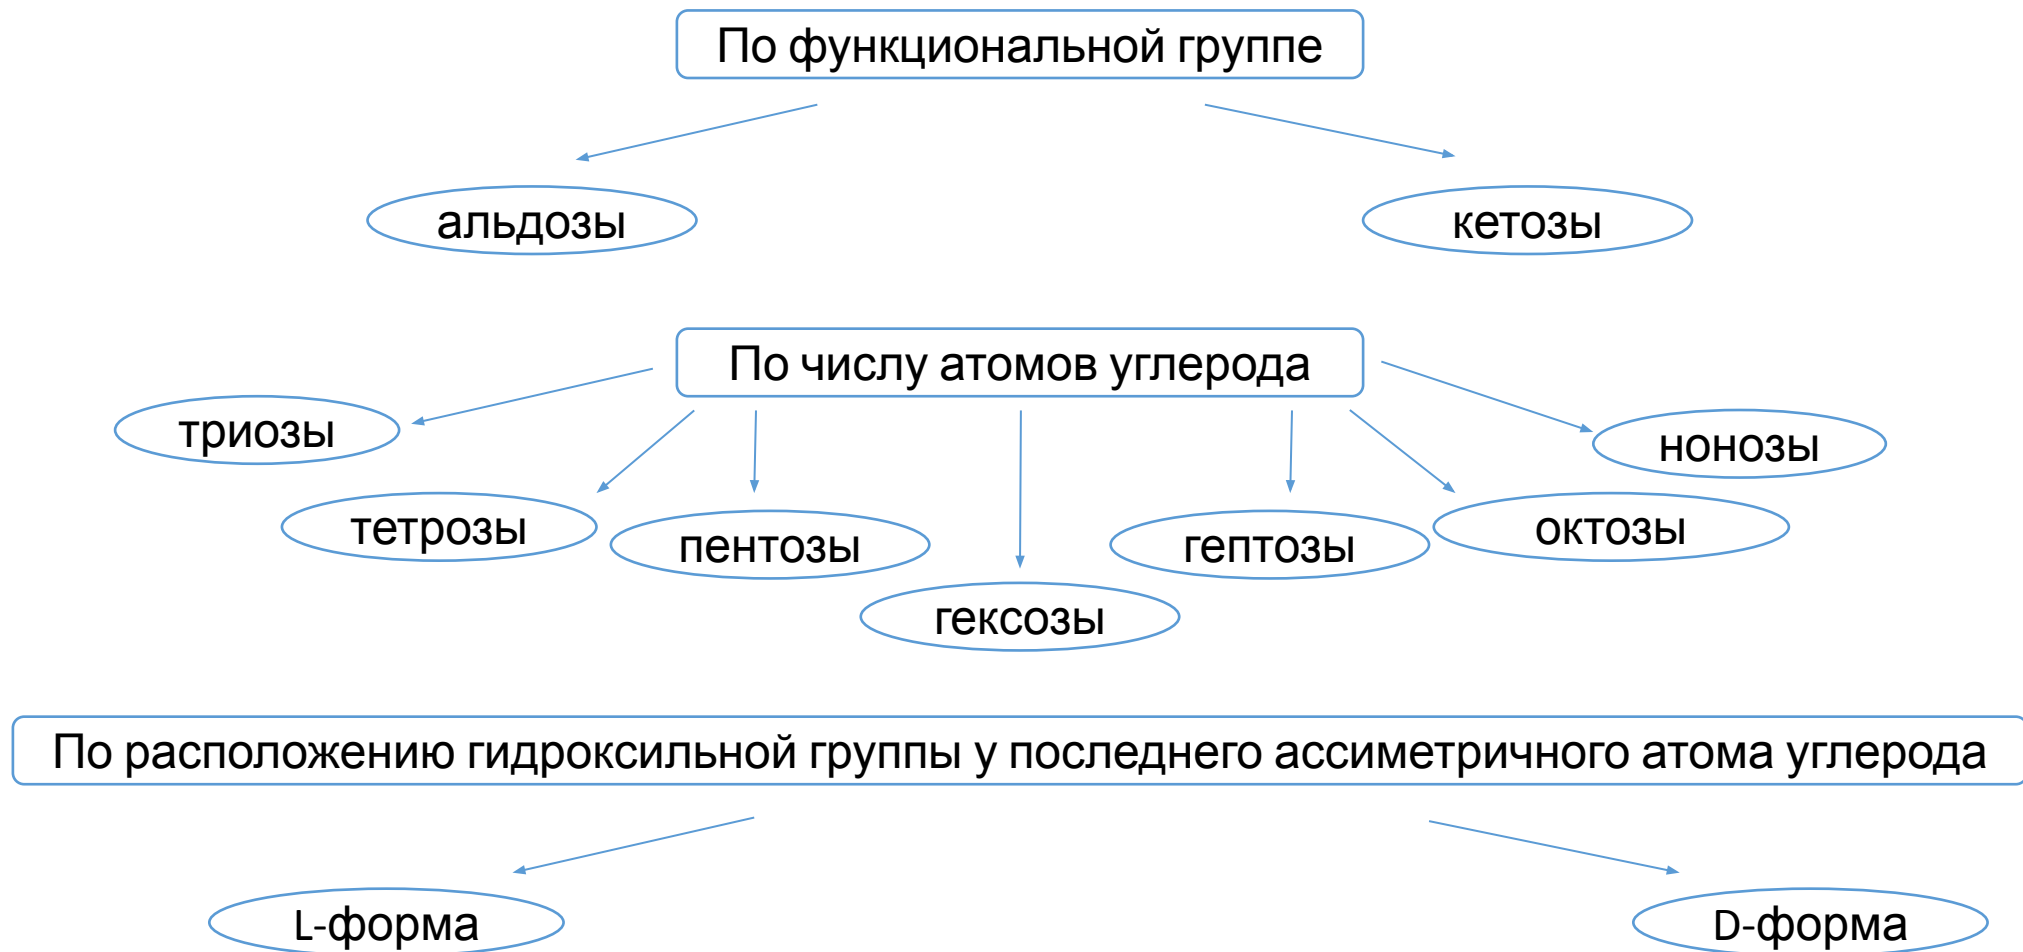 По функциональной группе
альдозы
кетозы
По числу атомов углерода
триозы
нонозы
тетрозы
пентозы
гептозы
октозы
гексозы
По расположению гидроксильной группы у последнего ассиметричного атома углерода
L-форма
D-форма